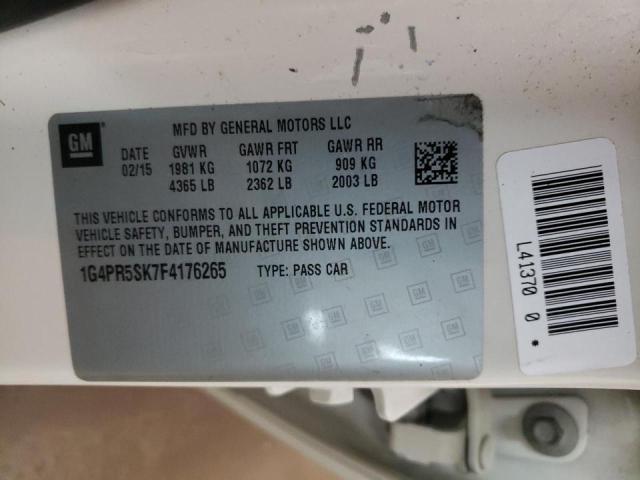 GM
MFD BY GENERAL MOTORS LLC
DATE GVWR GAWR FRT GAWR RR
02/15 1981 KG 1072 KG 909 KG
4365 LB 2362 LB 2003 LB
THIS VEHICLE CONFORMS TO ALL APPLICABLE U.S. FEDERAL MOTOR
VEHICLE SAFETY, BUMPER, AND THEFT PREVENTION STANDARDS IN
EFFECT ON THE DATE OF MANUFACTURE SHOWN ABOVE.
1G4PR5SK7F4176265 TYPE: PASS CAR
L41370 0 *